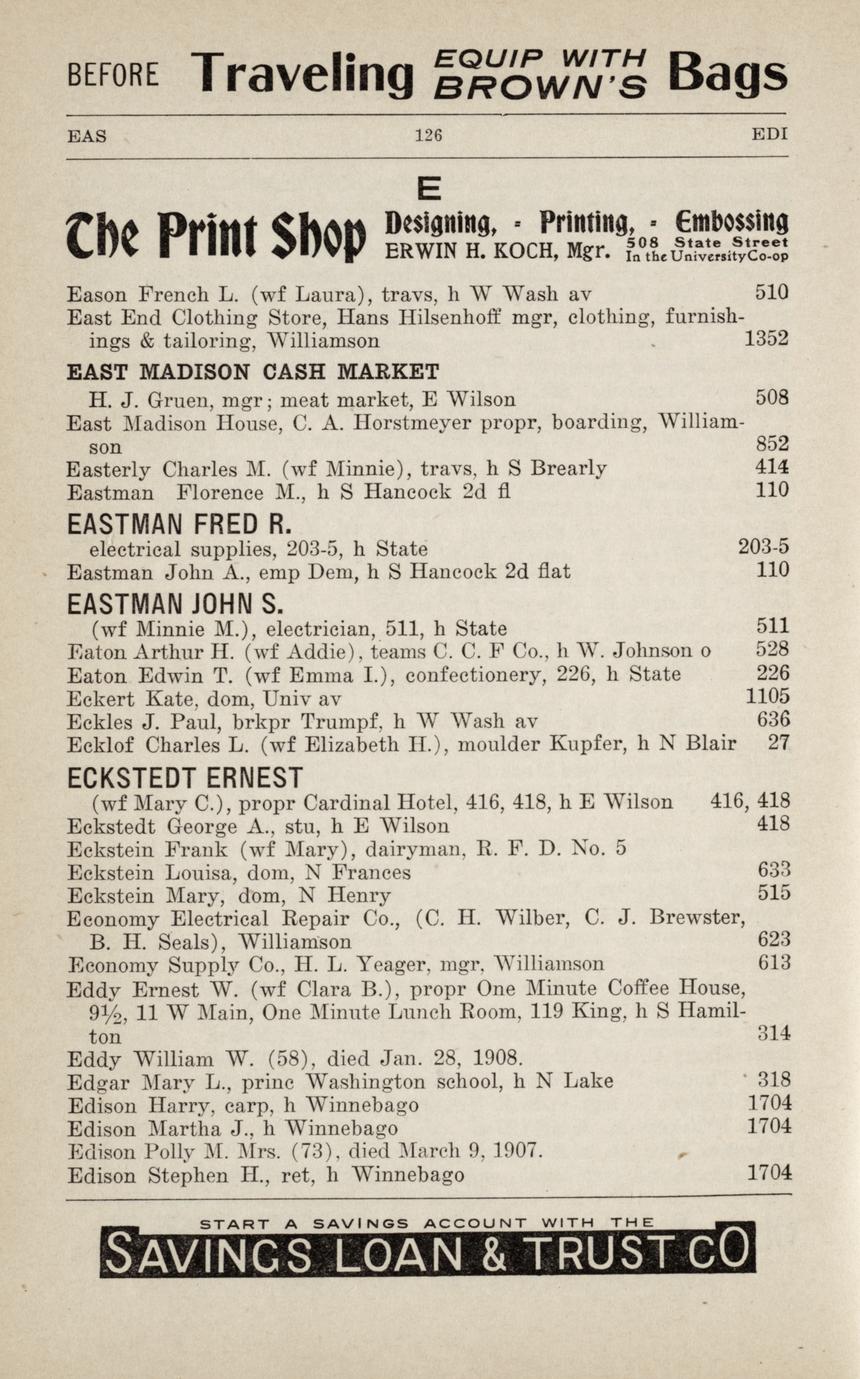 BEFORE Traveling EQUIP WITH BROWN'S Bags
EAS 126 EDI
E
The Print Shop Designing, - Printing, - Embossing
ERWIN H. KOCH, Mgr. 508 State Street In the University Co-op
Eason French L. (wf Laura), travs, h W Wash av 510
East End Clothing Store, Hans Hilsenhoff mgr, clothing, furnish-
ings & tailoring, Williamson 1352
EAST MADISON CASH MARKET
H. J. Gruen, mgr; meat market, E Wilson 508
East Madison House, C. A. Horstmeyer propr, boarding, William-
son 852
Easterly Charles M. (wf Minnie), travs, h S Brearly 414
Eastman Florence M., h S Hancock 2d fl 110
EASTMAN FRED R.
electrical supplies, 203-5, h State 203-5
Eastman John A., emp Dem, h S Hancock 2d flat 110
EASTMAN JOHN S.
(wf Minnie M.), electrician, 511, h State 511
Eaton Arthur H. (wf Addie), teams C. C. F Co., h W. Johnson o 528
Eaton Edwin T. (wf Emma I.), confectionery, 226, h State 226
Eckert Kate, dom, Univ av 1105
Eckles J. Paul, brkpr Trumpf, h W Wash av 636
Ecklof Charles L. (wf Elizabeth H.), moulder Kupfer, h N Blair 27
ECKSTEDT ERNEST
(wf Mary C.), propr Cardinal Hotel, 416, 418, h E Wilson 416, 418
Eckstedt George A., stu, h E Wilson 418
Eckstein Frank (wf Mary), dairyman, R. F. D. No. 5
Eckstein Louisa, dom, N Frances 633
Eckstein Mary, dom, N Henry 515
Economy Electrical Repair Co., (C. H. Wilber, C. J. Brewster,
B. H. Seals), Williamson 623
Economy Supply Co., H. L. Yeager, mgr, Williamson 613
Eddy Ernest W. (wf Clara B.), propr One Minute Coffee House,
9½, 11 W Main, One Minute Lunch Room, 119 King, h S Hamil-
ton 314
Eddy William W. (58), died Jan. 28, 1908.
Edgar Mary L., princ Washington school, h N Lake 318
Edison Harry, carp, h Winnebago 1704
Edison Martha J., h Winnebago 1704
Edison Polly M. Mrs. (73), died March 9, 1907.
Edison Stephen H., ret, h Winnebago 1704
START A SAVINGS ACCOUNT WITH THE
SAVINGS LOAN & TRUST CO